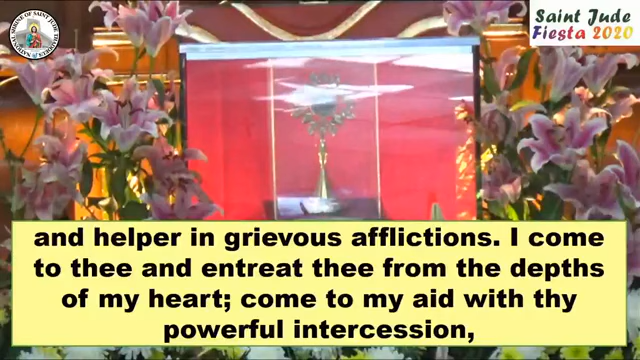 Saint Jude
Fiesta 2020
and helper in grievous afflictions. I come
to thee and entreat thee from the depths
of my heart; come to my aid with thy
powerful intercession,